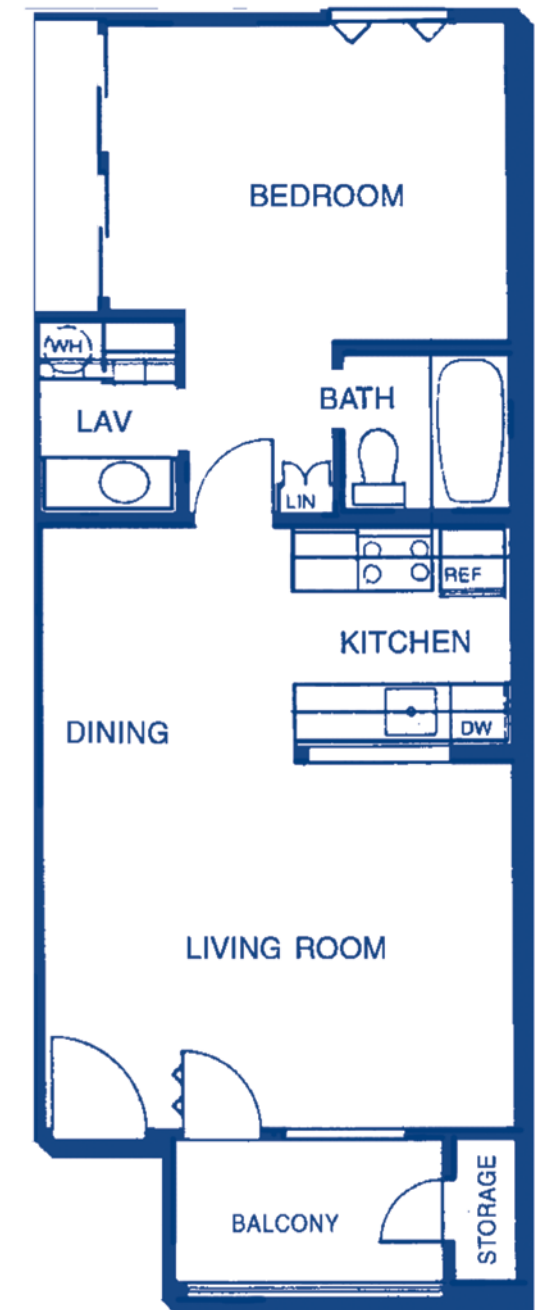 BEDROOM
WH
BATH
LAV
LIN
REF
KITCHEN
DINING
DW
LIVING ROOM
BALCONY
STORAGE